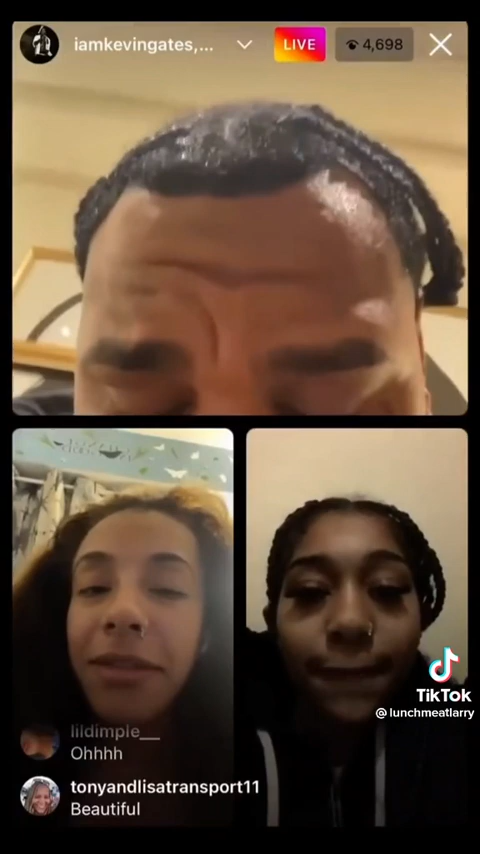 iamkevingates,...
LIVE
4,698
lildimple__
Ohhhh
tonyandlisatransport11
Beautiful
TikTok
@lunchmeatlarry